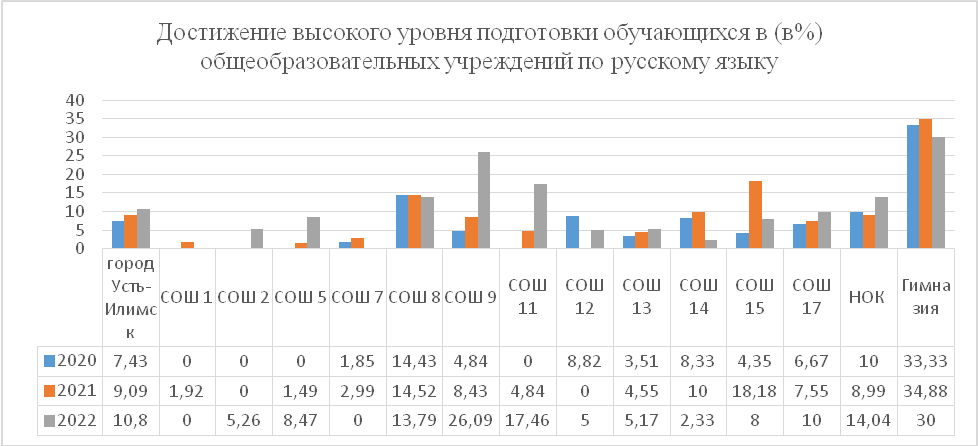 Достижение высокого уровня подготовки обучающихся в (в%)
общеобразовательных учреждений по русскому языку
40
35
30
25
20
15
10
5
0
город Усть-Илимск СОШ 1 СОШ 2 СОШ 5 СОШ 7 СОШ 8 СОШ 9 СОШ 11 СОШ 12 СОШ 13 СОШ 14 СОШ 15 СОШ 17 НОК Гимназия
2020 7,43 0 0 0 1,85 14,43 4,84 0 8,82 3,51 8,33 4,35 6,67 10 33,33
2021 9,09 1,92 0 1,49 2,99 14,52 8,43 4,84 0 4,55 10 18,18 7,55 8,99 34,88
2022 10,8 0 5,26 8,47 0 13,79 26,09 17,46 5 5,17 2,33 8 10 14,04 30